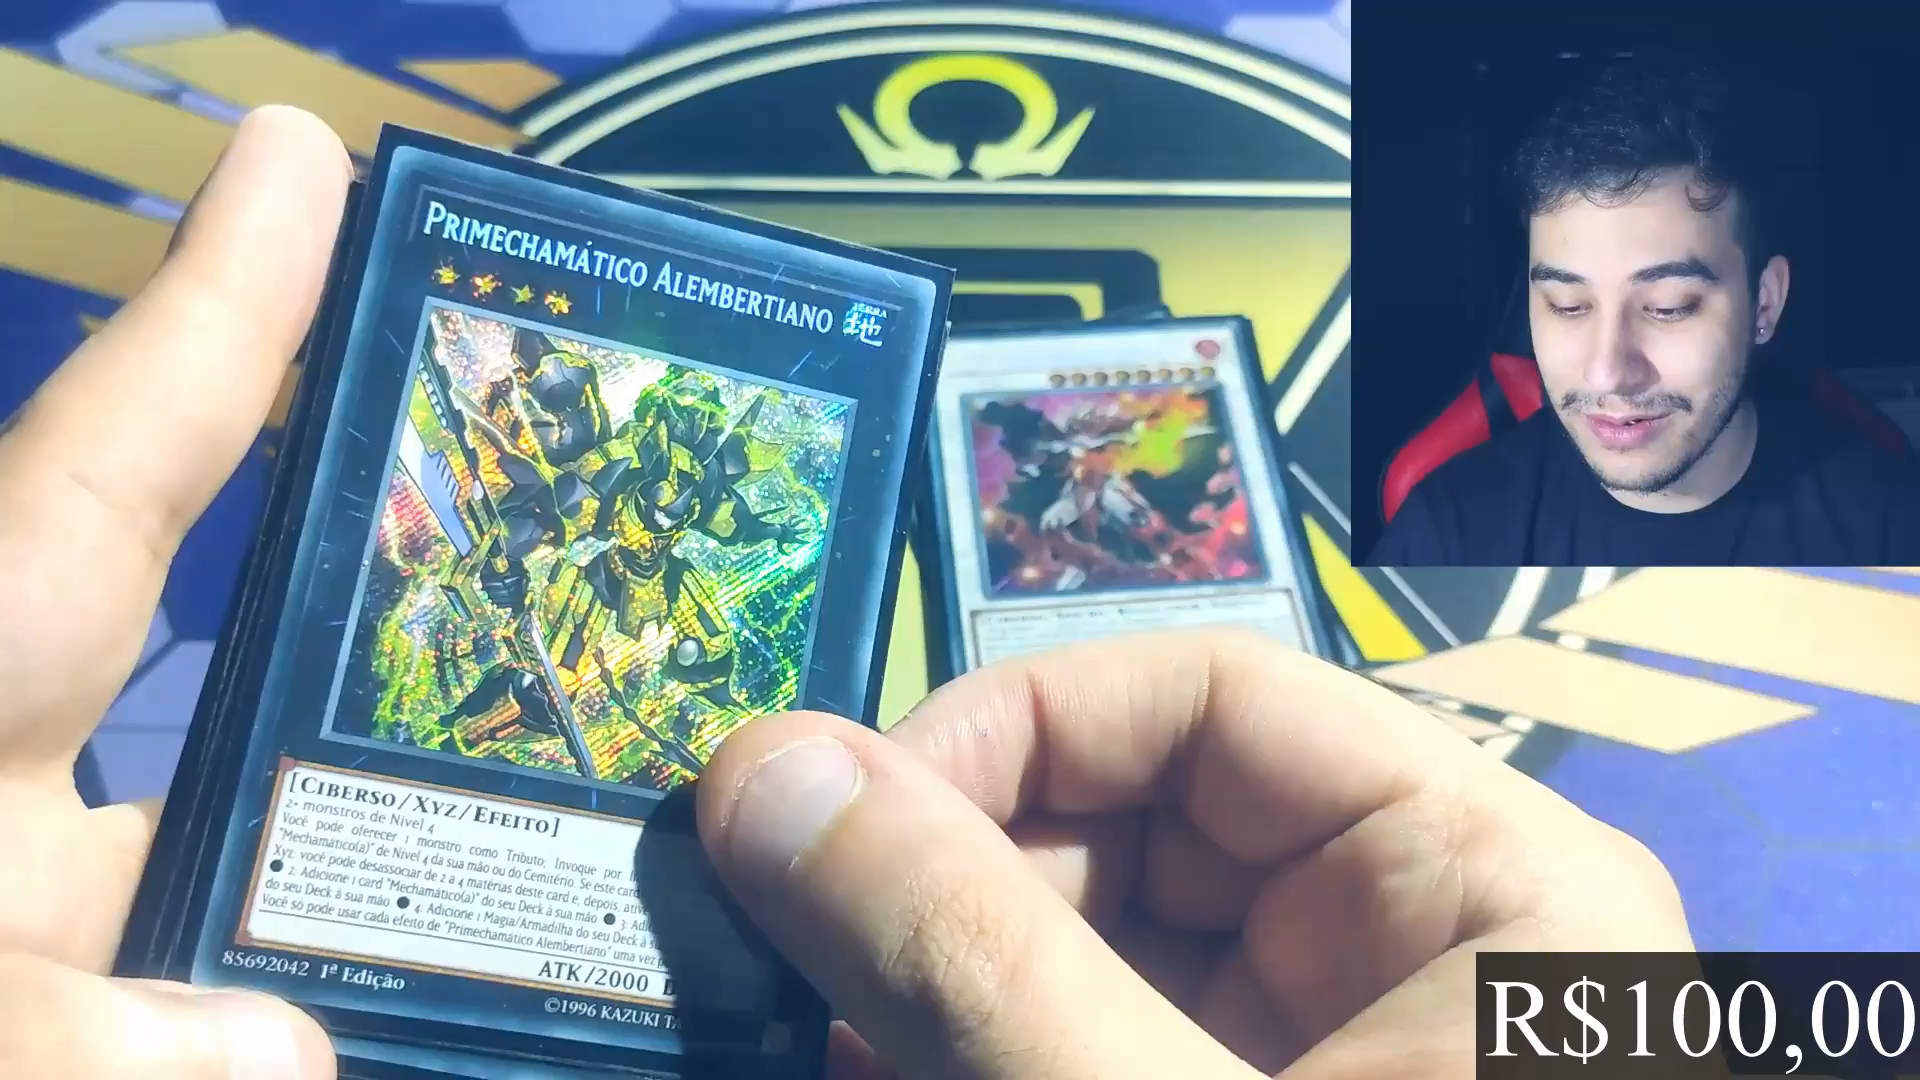 PRIMECHAMÁTICO ALEMBERTIANO
TERRA
地
[CIBERSO/XYZ/EFEITO]
2+ monstros de Nível 4
Você pode oferecer 1 monstro como Tributo; Invoque por
"Mechamático(a)" de Nível 4 da sua mão ou do Cemitério. Se este card
Xyz: você pode desassociar de 2 a 4 matérias deste card e, depois,
● 2: Adicione 1 card "Mechamático(a)" do seu Deck à sua mão ● 3:
do seu Deck à sua mão ● 4: Adicione 1 Magia/Armadilha do seu Deck à
Você só pode usar cada efeito de "Primechamático Alembertiano" uma vez
ATK/2000
85692042 1ª Edição
©1996 KAZUKI
R$100,00